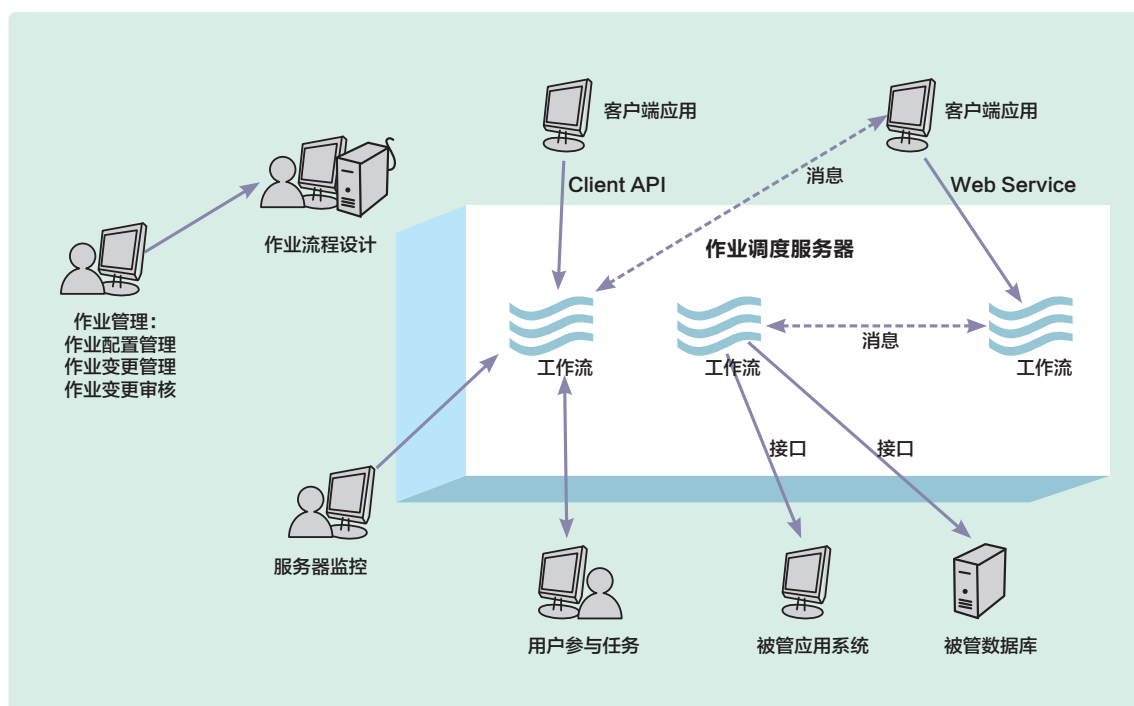 客户端应用
客户端应用
消息
Client API
Web Service
作业流程设计
作业调度服务器
作业管理：
作业配置管理
作业变更管理
作业变更审核
消息
工作流
工作流
工作流
接口
接口
服务器监控
用户参与任务
被管应用系统
被管数据库